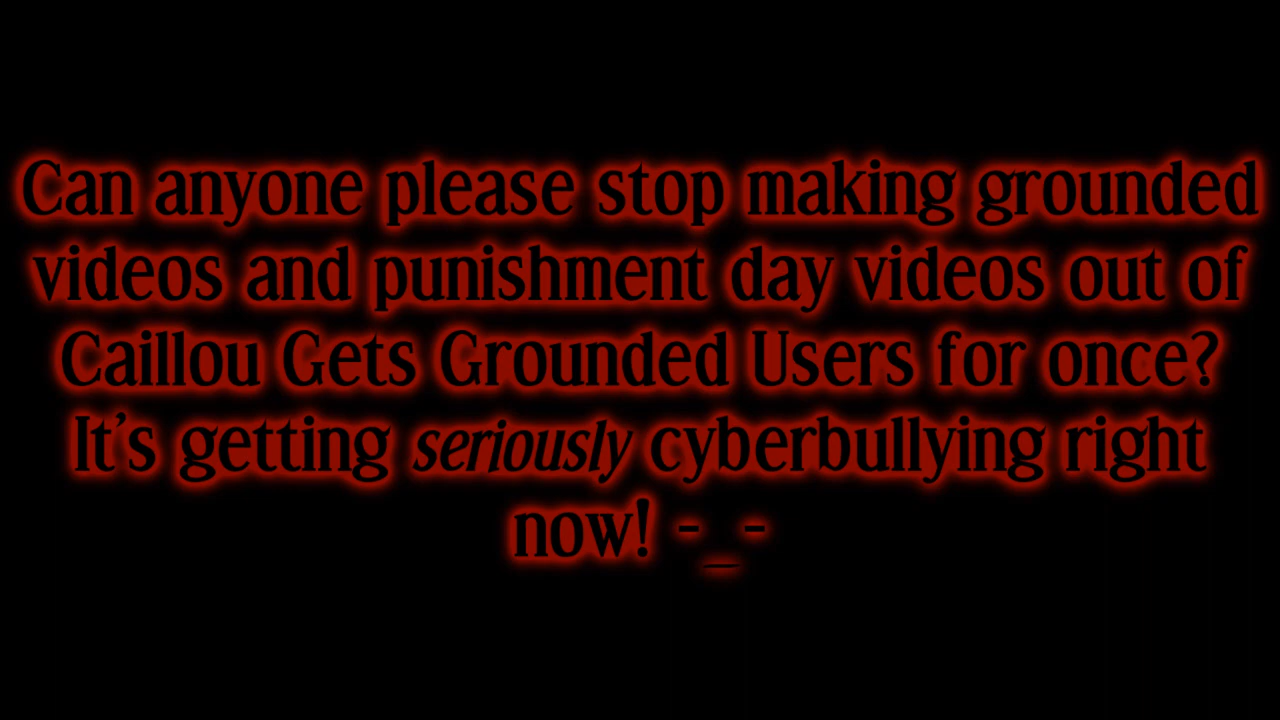 Can anyone please stop making grounded
videos and punishment day videos out of
Caillou Gets Grounded Users for once?
It's getting seriously cyberbullying right
now! -_-